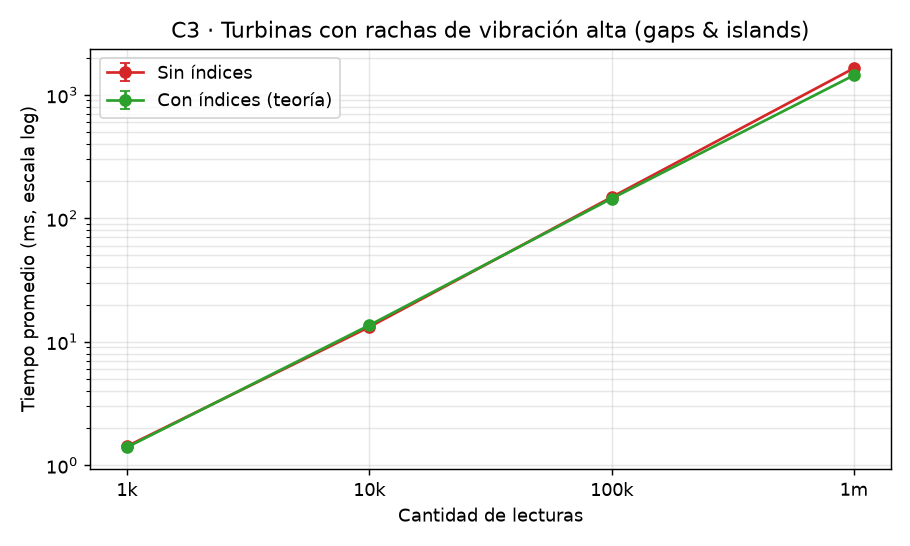 C3 · Turbinas con rachas de vibración alta (gaps & islands)
Sin índices
Con índices (teoría)
Tiempo promedio (ms, escala log)
10³
10²
10¹
10⁰
1k
10k
100k
1m
Cantidad de lecturas